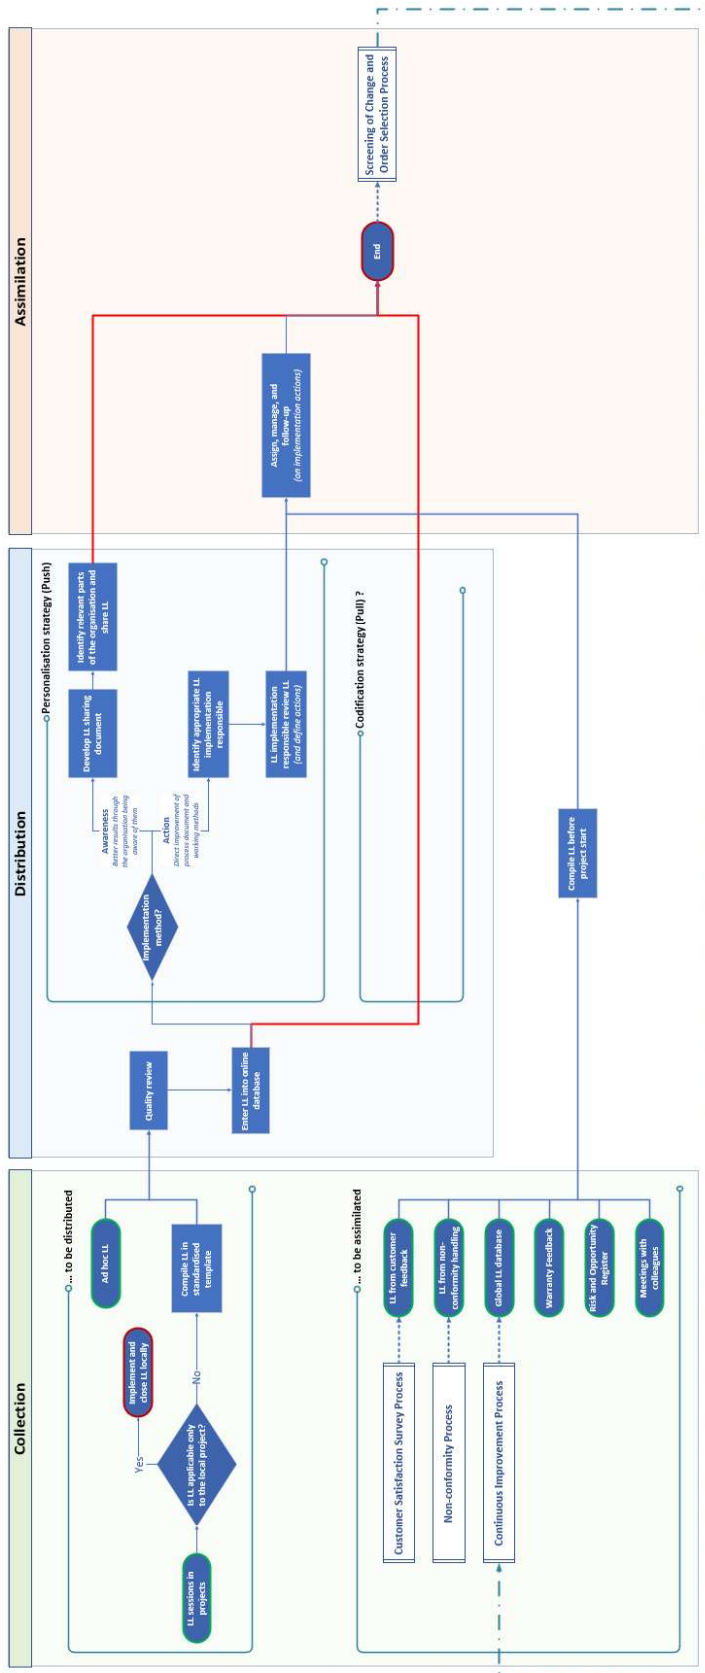 Collection
... to be distributed
LL sessions in
projects
Is LL applicable only
to the local project?
Yes
No
Implement and
close LL locally
Ad hoc LL
Compile LL in
standardised
template
... to be assimilated
Customer Satisfaction Survey Process
Non-conformity Process
Continuous Improvement Process
LL from customer
feedback
LL from non-
conformity handling
Global LL database
Warranty Feedback
Risk and Opportunity
Register
Meetings with
colleagues
Distribution
Quality review
Enter LL into online
database
Personalisation strategy (Push)
Implementation
method?
Awareness
Better results through
the organisation being
aware of them
Action
Direct improvement of
process document and
working methods
Develop LL sharing
document
Identify relevant parts
of the organisation and
share LL
Identify appropriate LL
implementation
responsible
LL implementation
responsible review LL
(and define actions)
Codification strategy (Pull) ?
Compile LL before
project start
Assimilation
Assign, manage, and
follow-up
(on implementation actions)
End
Screening of Change and
Order Selection Process